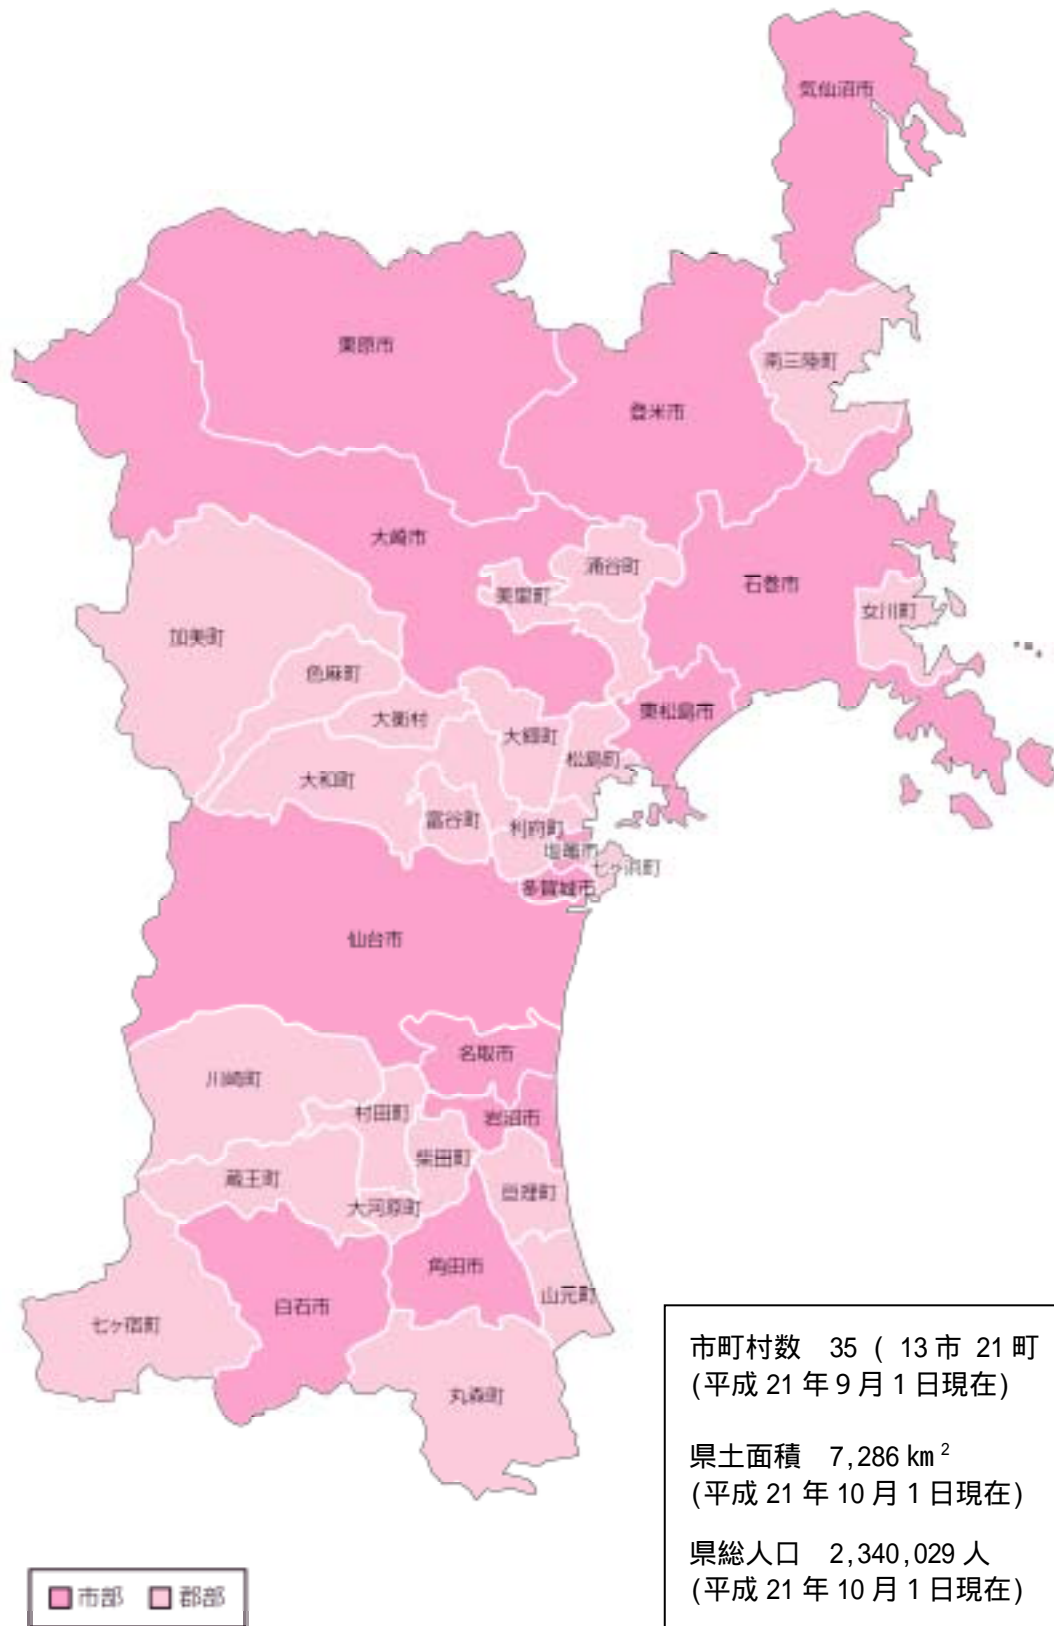 気仙沼市
栗原市
南三陸町
登米市
大崎市
涌谷町
美里町
石巻市
女川町
加美町
色麻町
大衡村
東松島市
大郷町
松島町
大和町
富谷町
利府町
塩竈市
七ヶ浜町
多賀城市
仙台市
名取市
川崎町
村田町
岩沼市
柴田町
蔵王町
亘理町
大河原町
角田市
山元町
白石市
七ヶ宿町
丸森町
市町村数 35 ( 13 市 21 町
(平成 21 年 9 月 1 日現在)
県土面積 7,286 km²
(平成 21 年 10 月 1 日現在)
県総人口 2,340,029 人
(平成 21 年 10 月 1 日現在)
市部 郡部